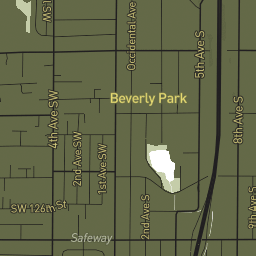 1SW
Occidental Ave
5th Ave S
Beverly Park
8th Ave S
4th Ave SW
2nd Ave SW
1st Ave SW
SW 126th St
2nd Ave S
9th Ave S
Safeway